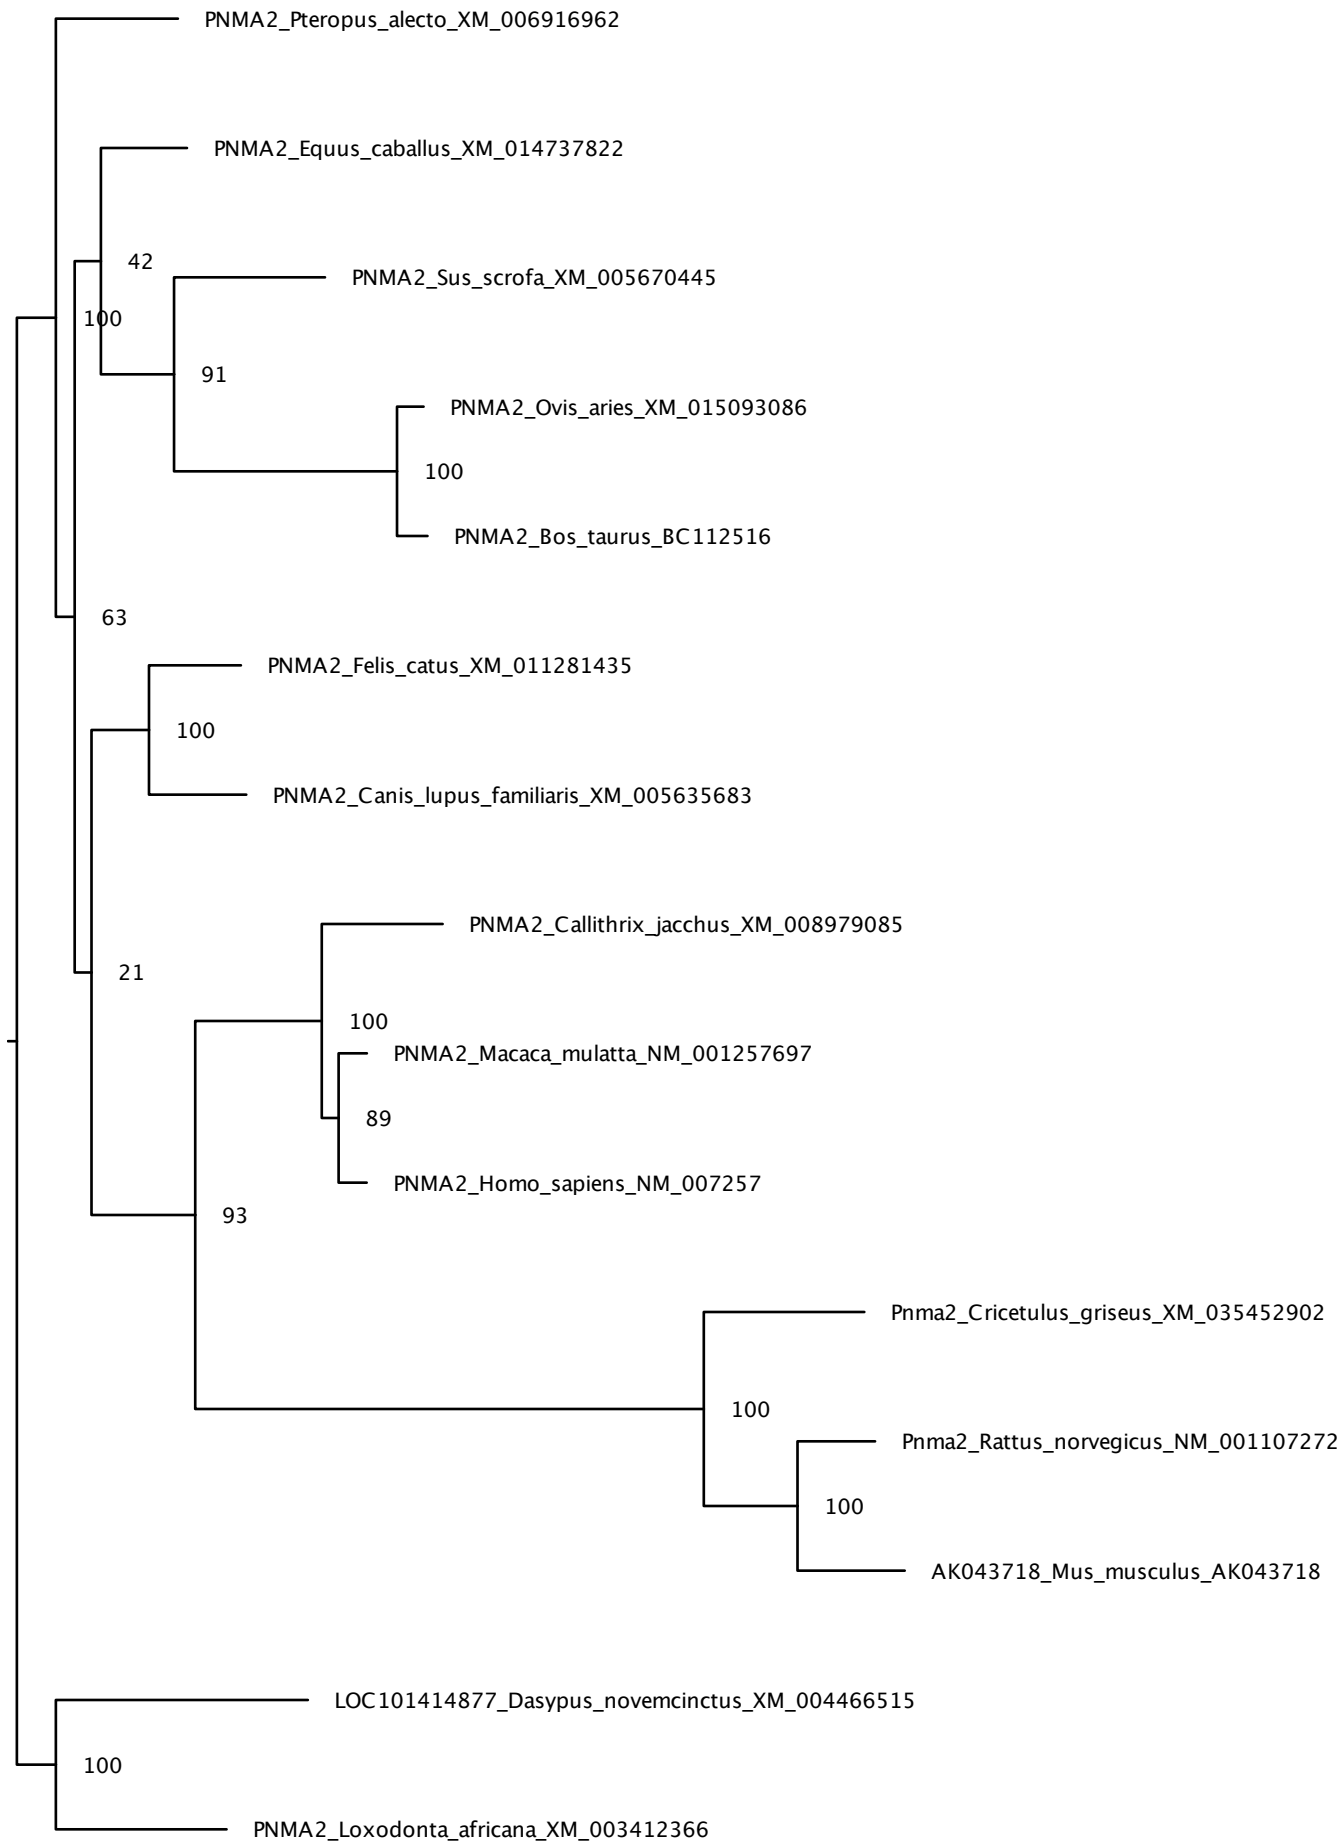 PNMA2_Pteropus_alecto_XM_006916962
PNMA2_Equus_caballus_XM_014737822
42
PNMA2_Sus_scrofa_XM_005670445
100
91
PNMA2_Ovis_aries_XM_015093086
100
PNMA2_Bos_taurus_BC112516
63
PNMA2_Felis_catus_XM_011281435
100
PNMA2_Canis_lupus_familiaris_XM_005635683
PNMA2_Callithrix_jacchus_XM_008979085
21
100
PNMA2_Macaca_mulatta_NM_001257697
89
PNMA2_Homo_sapiens_NM_007257
93
Pnma2_Cricetulus_griseus_XM_035452902
100
Pnma2_Rattus_norvegicus_NM_001107272
100
AK043718_Mus_musculus_AK043718
LOC101414877_Dasypus_novemcinctus_XM_004466515
100
PNMA2_Loxodonta_africana_XM_003412366